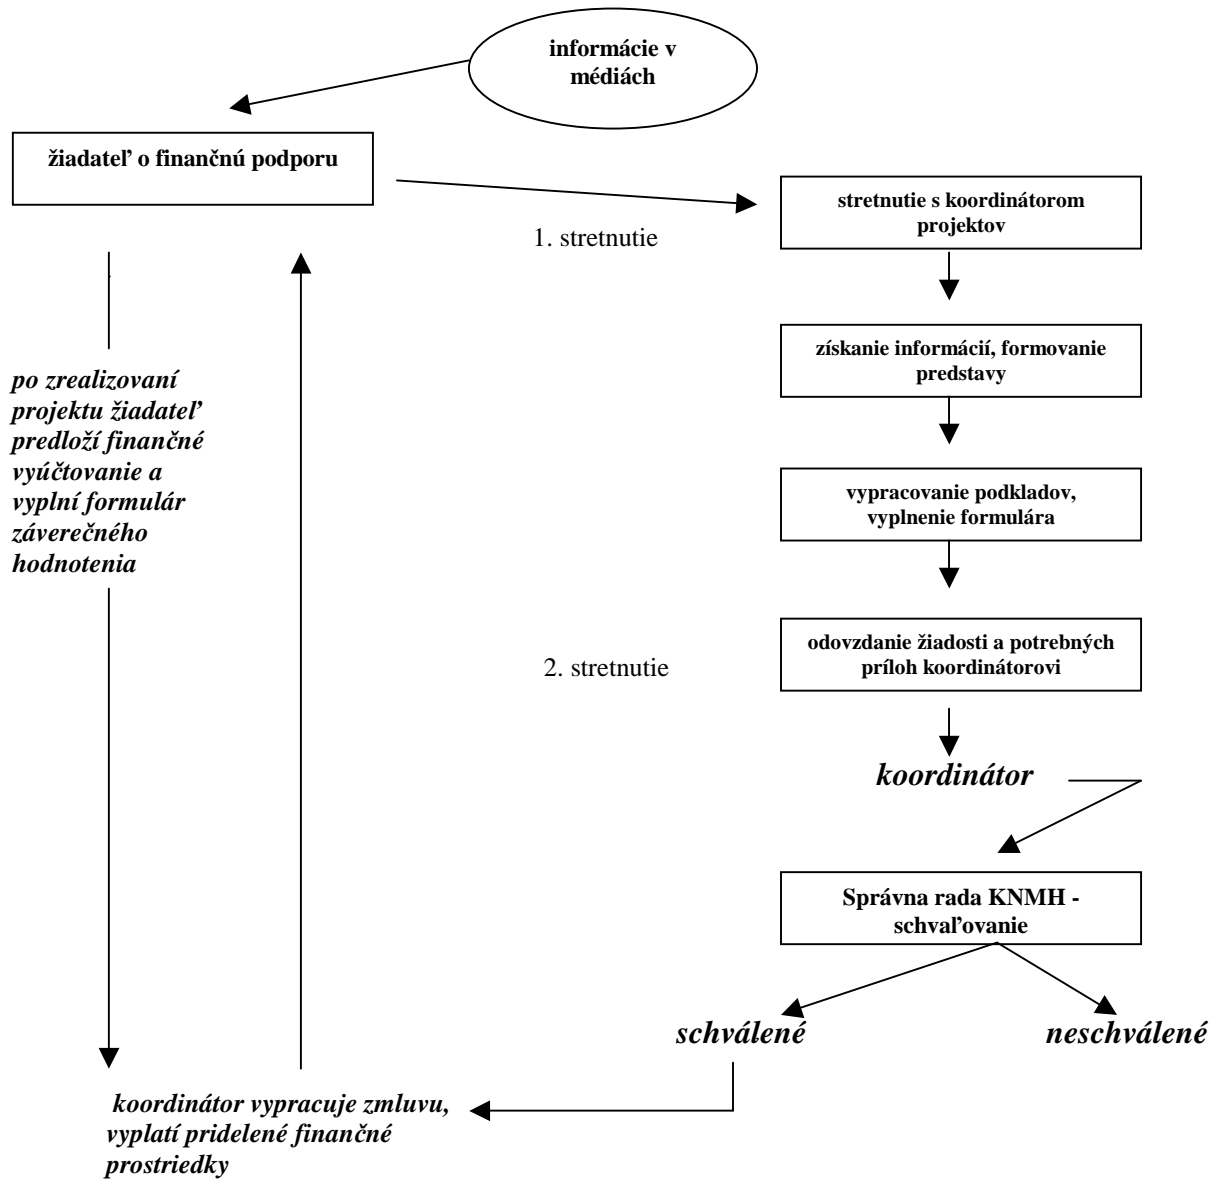 informácie v
médiách
žiadateľ o finančnú podporu
stretnutie s koordinátorom
projektov
1. stretnutie
získanie informácií, formovanie
predstavy
po zrealizovaní
projektu žiadateľ
predloží finančné
vyúčtovanie a
vyplní formulár
záverečného
hodnotenia
vypracovanie podkladov,
vyplnenie formulára
odovzdanie žiadosti a potrebných
príloh koordinátorovi
2. stretnutie
koordinátor
Správna rada KNMH -
schvaľovanie
schválené
neschválené
koordinátor vypracuje zmluvu,
vyplatí pridelené finančné
prostriedky